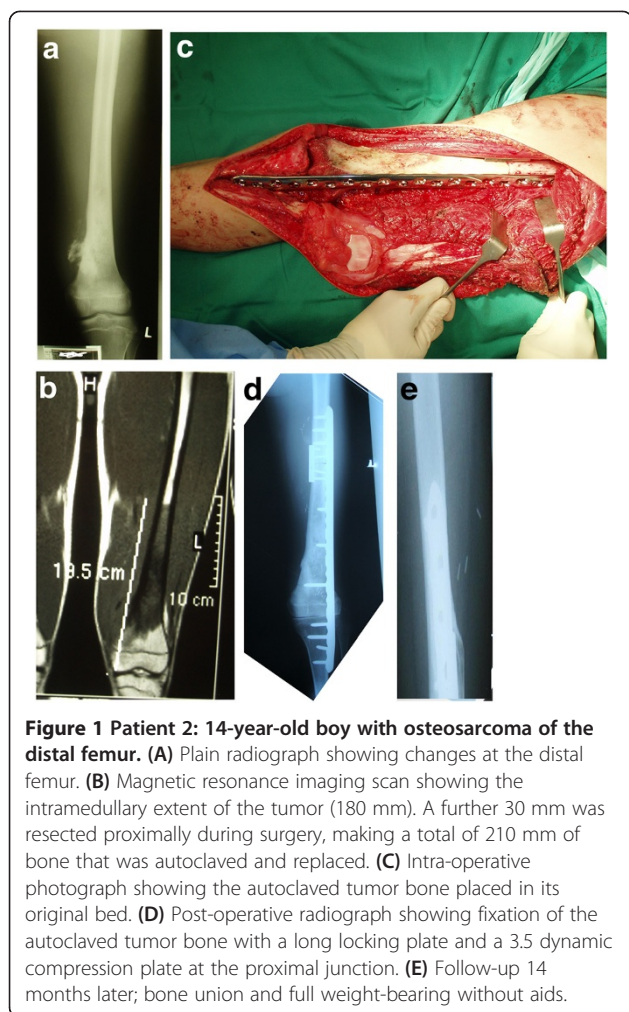 a
c
L
b
H
d
e
L
19.5 cm
10 cm
Figure 1 Patient 2: 14-year-old boy with osteosarcoma of the
distal femur. (A) Plain radiograph showing changes at the distal
femur. (B) Magnetic resonance imaging scan showing the
intramedullary extent of the tumor (180 mm). A further 30 mm was
resected proximally during surgery, making a total of 210 mm of
bone that was autoclaved and replaced. (C) Intra-operative
photograph showing the autoclaved tumor bone placed in its
original bed. (D) Post-operative radiograph showing fixation of the
autoclaved tumor bone with a long locking plate and a 3.5 dynamic
compression plate at the proximal junction. (E) Follow-up 14
months later; bone union and full weight-bearing without aids.